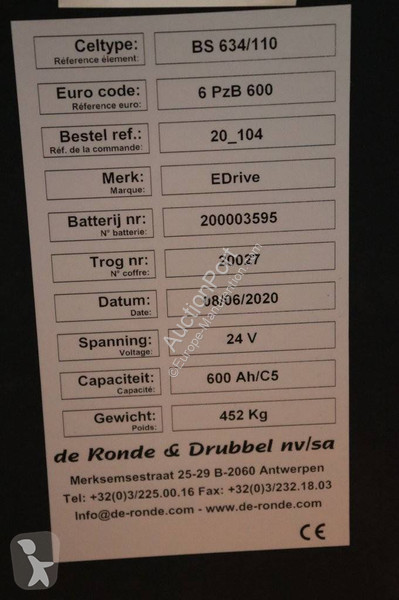 Celtype: BS 634/110
Réference élement:
Euro code: 6 PzB 600
Réference euro:
Bestel ref.: 20_104
Réf. de la commande:
Merk: EDrive
Marque:
Batterij nr: 200003595
N° batterie:
Trog nr: 30027
N° coffre:
Datum: 08/06/2020
Date:
Spanning: 24 V
Voltage:
Capaciteit: 600 Ah/C5
Capacité:
Gewicht: 452 Kg
Poids:
de Ronde & Drubbel nv/sa
Merksemsestraat 25-29 B-2060 Antwerpen
Tel: +32(0)3/225.00.16 Fax: +32(0)3/232.18.03
Info@de-ronde.com - www.de-ronde.com
CE
AuctionPort